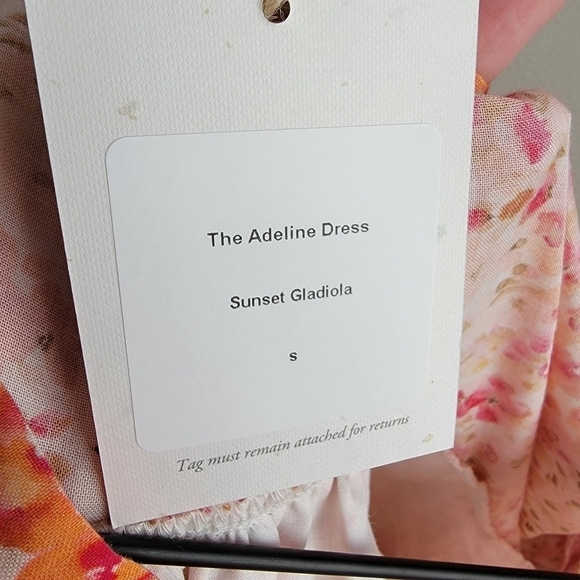 The Adeline Dress
Sunset Gladiola
s
Tag must remain attached for returns